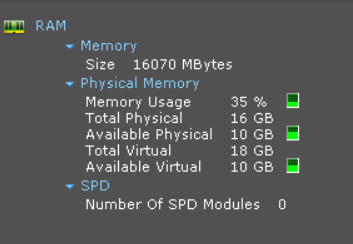 RAM
Memory
Size 16070 MBytes
Physical Memory
Memory Usage 35 %
Total Physical 16 GB
Available Physical 10 GB
Total Virtual 18 GB
Available Virtual 10 GB
SPD
Number Of SPD Modules 0